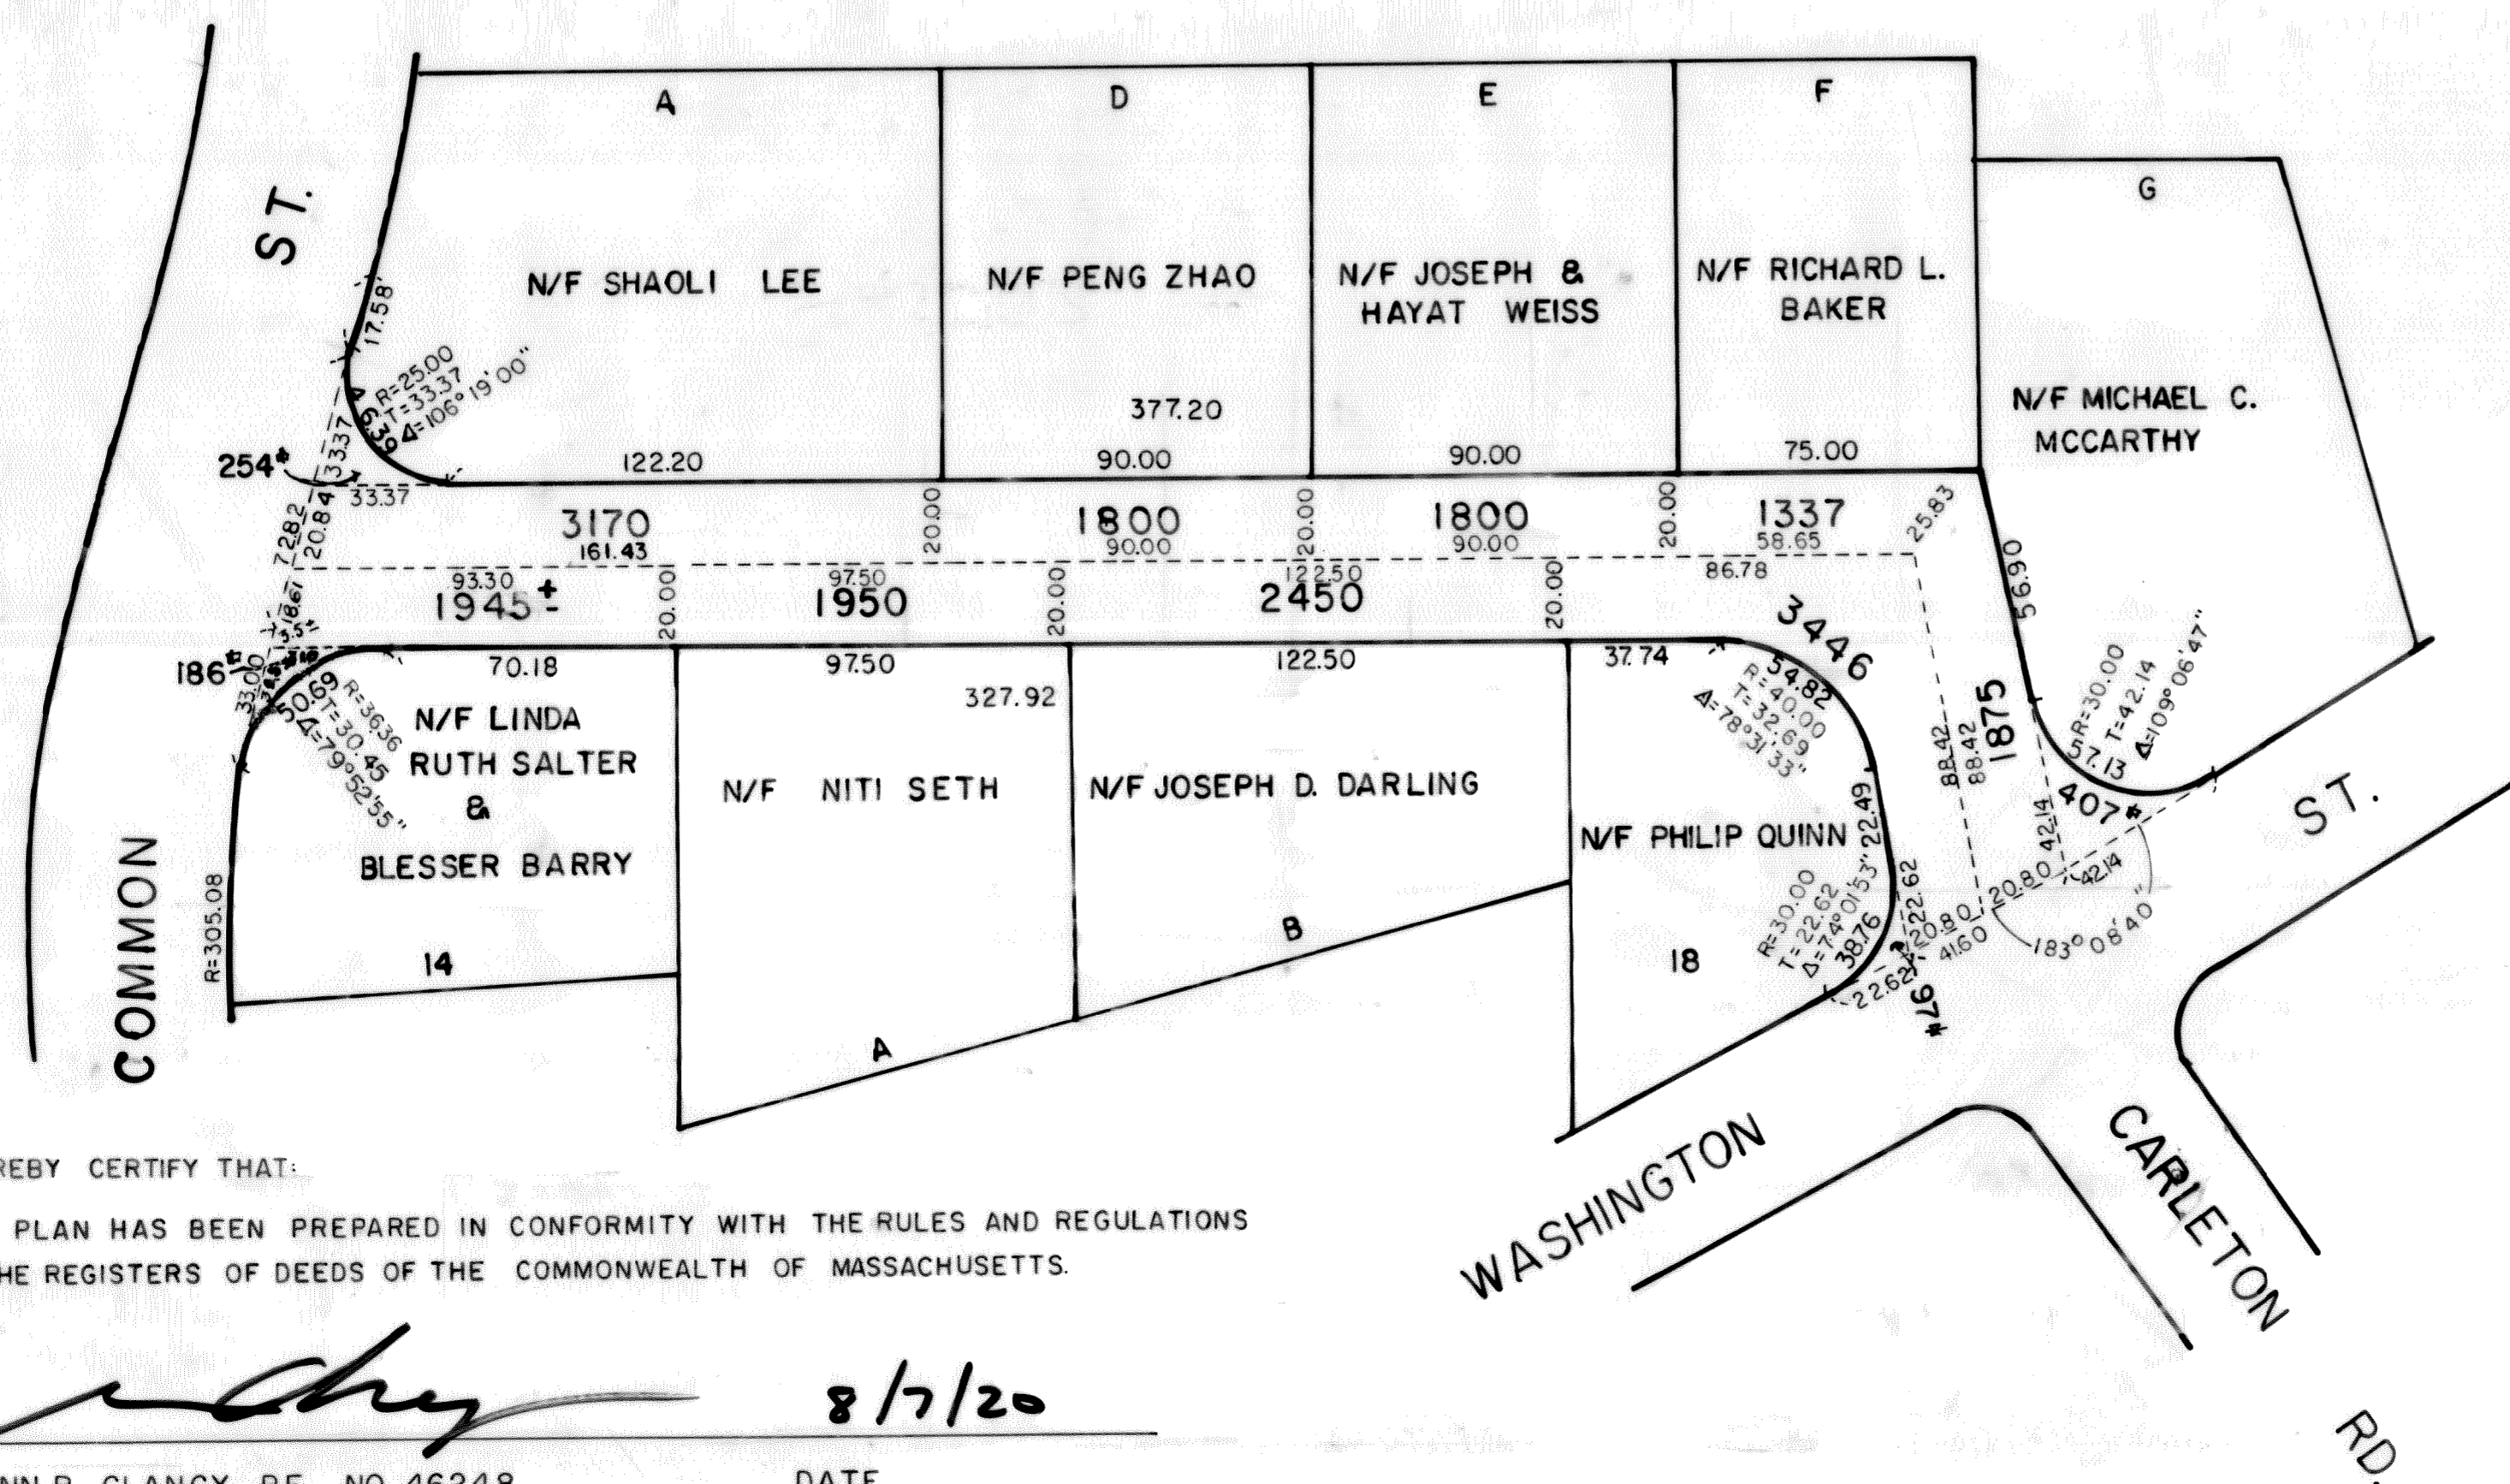 A
D
E
F
G
ST.
N/F SHAOLI LEE
N/F PENG ZHAO
N/F JOSEPH &
HAYAT WEISS
N/F RICHARD L.
BAKER
N/F MICHAEL C.
MCCARTHY
17.58
R=25.00
T=33.37
Δ=106°19'00"
33.37
254
33.37
377.20
122.20
90.00
90.00
75.00
72.82
20.84
3170
161.43
20.00
1800
90.00
20.00
1800
90.00
20.00
1337
58.65
25.83
56.90
93.30
1945±
20.00
97.50
1950
20.00
122.50
2450
20.00
86.78
3446
18.61
3.5±
186
33.00
50.69
R=36.36
T=30.45
Δ=79°52'55"
70.18
97.50
327.92
122.50
37.74
54.82
R=40.00
T=32.69
Δ=78°31'33"
88.42
88.42
1875
R=30.00
T=42.14
Δ=109°06'47"
57.13
407
42.14
42.14
20.80
183°08'40"
N/F LINDA
RUTH SALTER
&
BLESSER BARRY
14
R=305.08
COMMON
N/F NITI SETH
A
N/F JOSEPH D. DARLING
B
N/F PHILIP QUINN
18
22.49
R=30.00
T=22.62
Δ=74°01'53"
38.76
22.62
20.80
41.60
22.62
97
ST.
WASHINGTON
CARLETON
RD.
REBY CERTIFY THAT:
PLAN HAS BEEN PREPARED IN CONFORMITY WITH THE RULES AND REGULATIONS
HE REGISTERS OF DEEDS OF THE COMMONWEALTH OF MASSACHUSETTS.
8/7/20
CLANCY P.E. NO. 46248
DATE